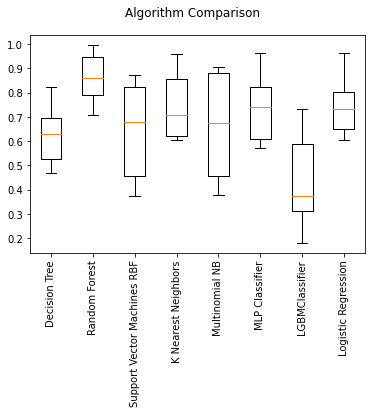 Algorithm Comparison
1.0
0.9
0.8
0.7
0.6
0.5
0.4
0.3
0.2
Decision Tree
Random Forest
Support Vector Machines RBF
K Nearest Neighbors
Multinomial NB
MLP Classifier
LGBMClassifier
Logistic Regression